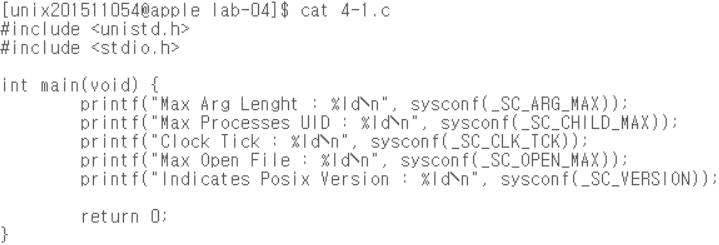 [unix201511054@apple lab-04]$ cat 4-1.c
#include <unistd.h>
#include <stdio.h>

int main(void) {
        printf("Max Arg Lenght : %ld\n", sysconf(_SC_ARG_MAX));
        printf("Max Processes UID : %ld\n", sysconf(_SC_CHILD_MAX));
        printf("Clock Tick : %ld\n", sysconf(_SC_CLK_TCK));
        printf("Max Open File : %ld\n", sysconf(_SC_OPEN_MAX));
        printf("Indicates Posix Version : %ld\n", sysconf(_SC_VERSION));

        return 0;
}